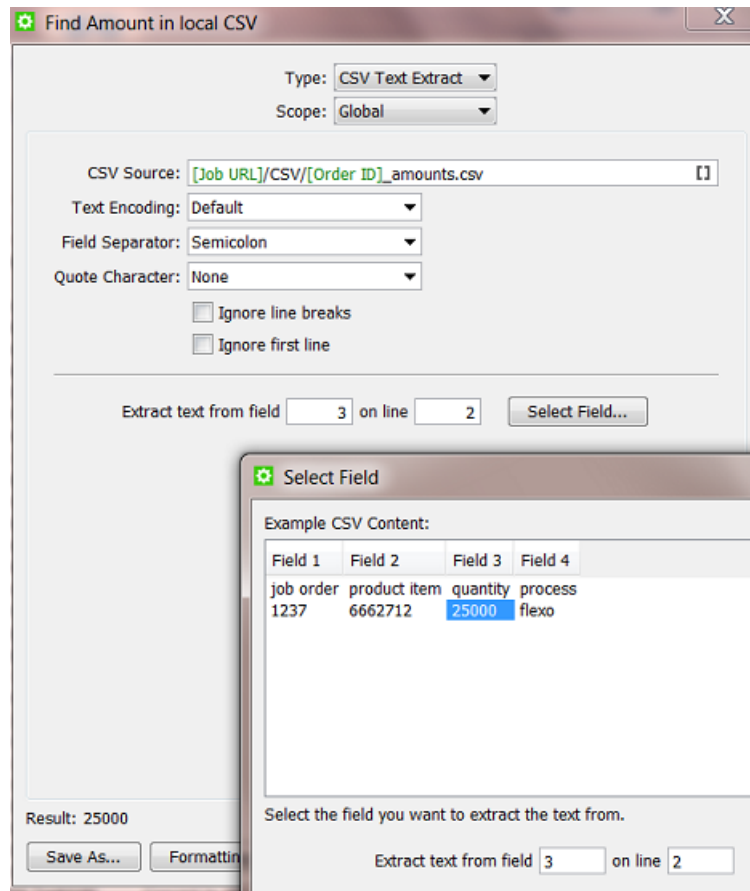 Find Amount in local CSV
Type: CSV Text Extract
Scope: Global
CSV Source: [Job URL]/CSV/[Order ID]_amounts.csv []
Text Encoding: Default
Field Separator: Semicolon
Quote Character: None
Ignore line breaks
Ignore first line
Extract text from field 3 on line 2 Select Field...
Select Field
Example CSV Content:
Field 1 Field 2 Field 3 Field 4
job order product item quantity process
1237 6662712 25000 flexo
Select the field you want to extract the text from.
Result: 25000
Save As... Formattin
Extract text from field 3 on line 2